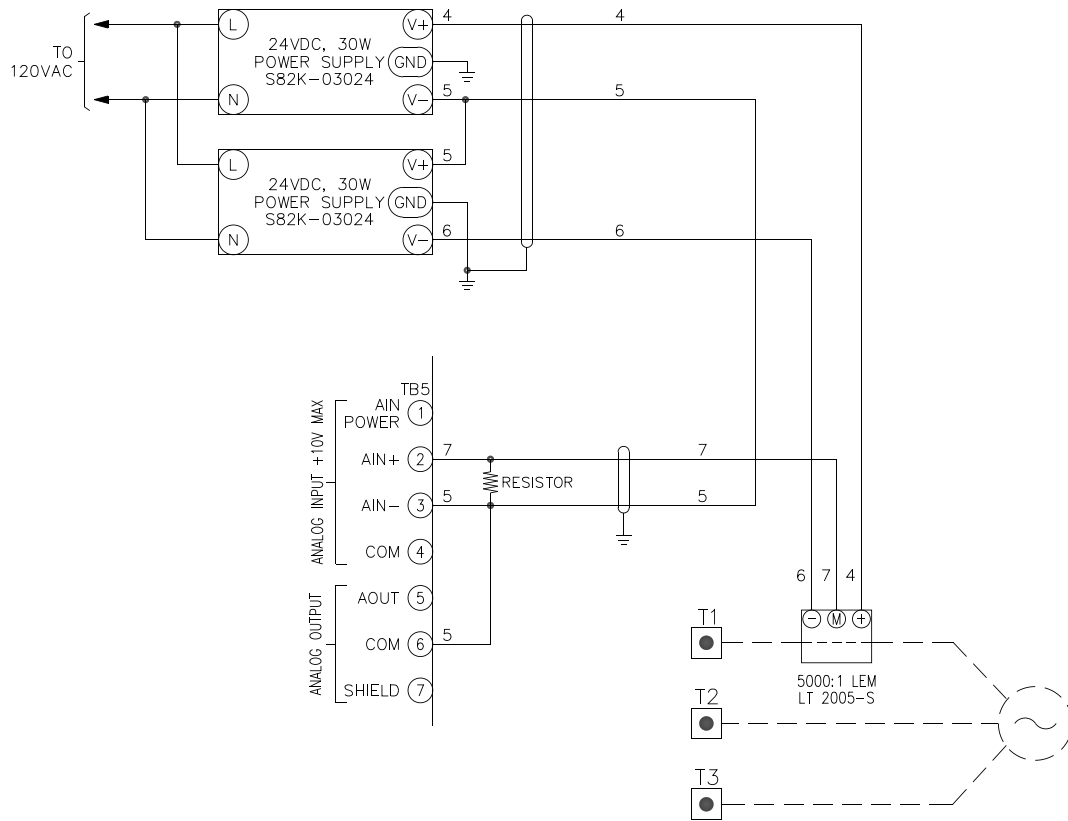 TO
120VAC
L
24VDC, 30W
POWER SUPPLY
S82K-03024
N
V+
GND
V-
4
4
5
5
L
24VDC, 30W
POWER SUPPLY
S82K-03024
N
V+
GND
V-
5
6
6
TB5
ANALOG INPUT +10V MAX
AIN
POWER
1
AIN+
2
7
7
RESISTOR
AIN-
3
5
5
COM
4
ANALOG OUTPUT
AOUT
5
COM
6
5
SHIELD
7
6
7
4
-
M
+
T1
5000:1 LEM
LT 2005-S
T2
T3